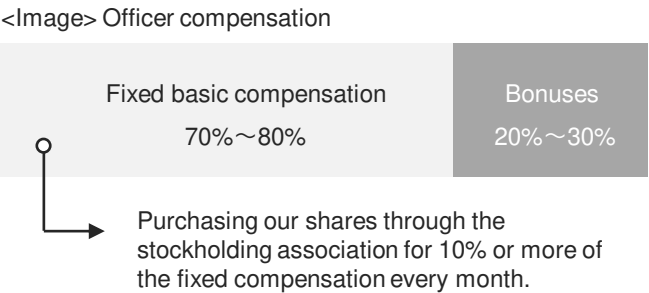 <Image> Officer compensation
Fixed basic compensation
70%～80%
Bonuses
20%～30%
Purchasing our shares through the
stockholding association for 10% or more of
the fixed compensation every month.